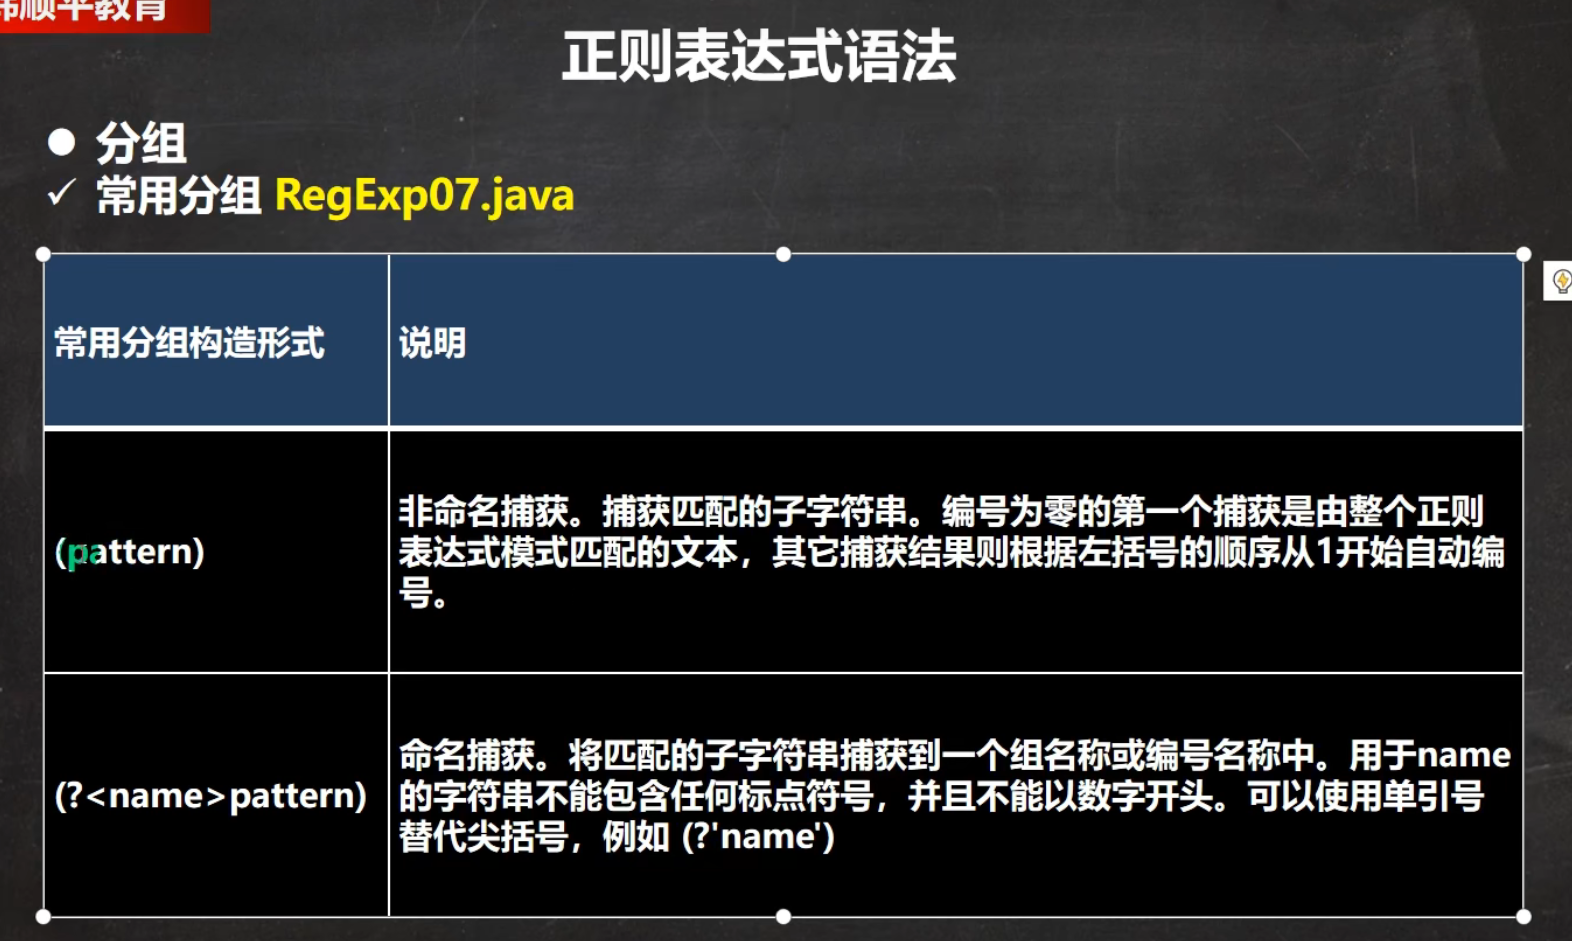 韩顺平教育
正则表达式语法
分组
常用分组 RegExp07.java
常用分组构造形式
说明
(pattern)
非命名捕获。捕获匹配的子字符串。编号为零的第一个捕获是由整个正则
表达式模式匹配的文本，其它捕获结果则根据左括号的顺序从1开始自动编
号。
(?<name>pattern)
命名捕获。将匹配的子字符串捕获到一个组名称或编号名称中。用于name
的字符串不能包含任何标点符号，并且不能以数字开头。可以使用单引号
替代尖括号，例如 (?'name')